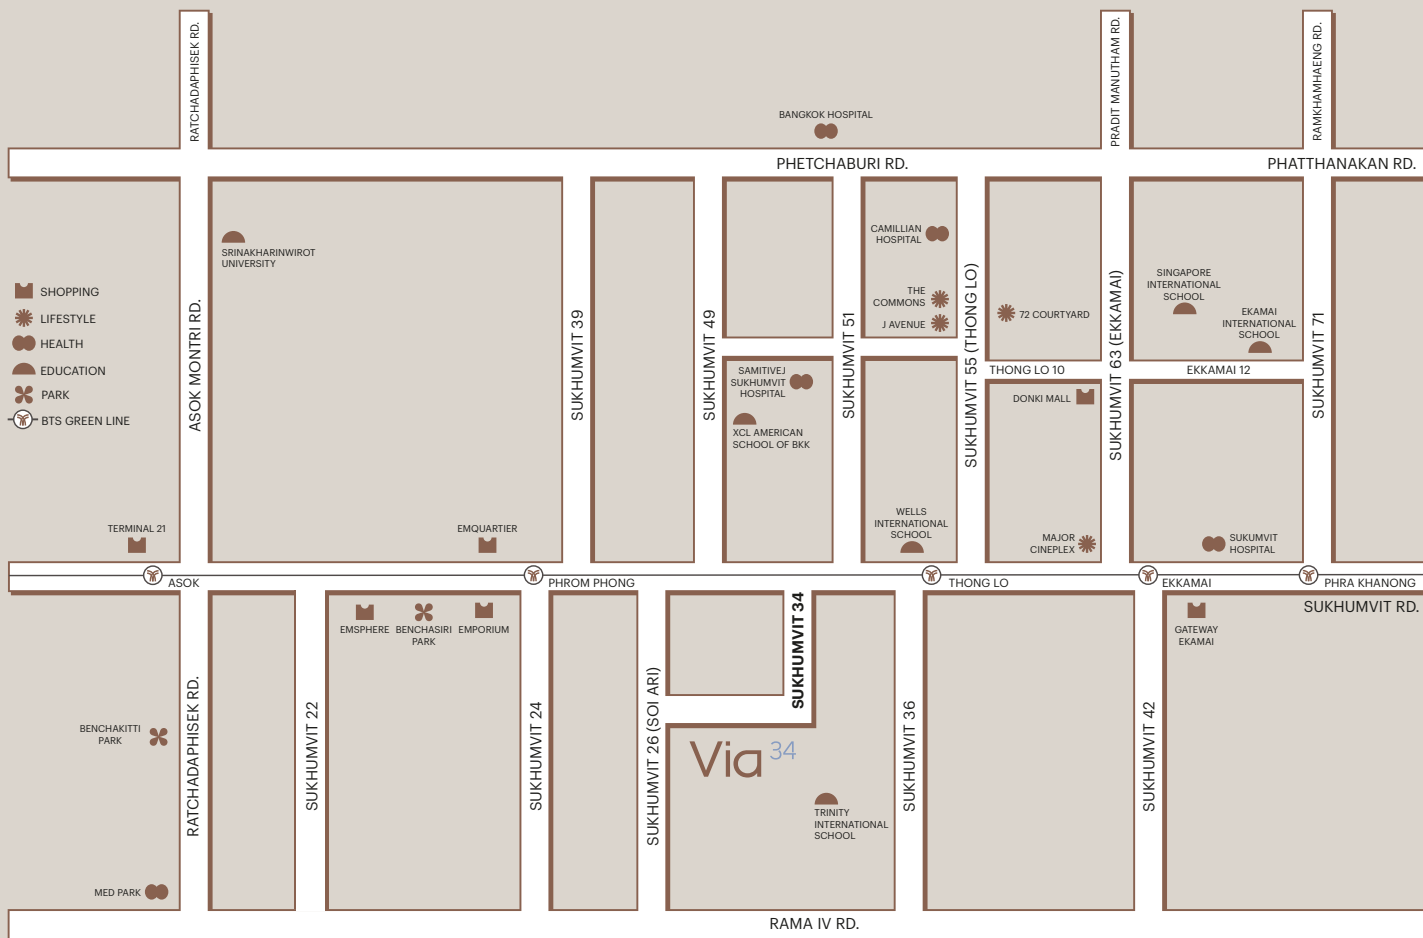 RATCHADAPHISEK RD.
PRADIT MANUTHAM RD.
RAMKHAMHAENG RD.
BANGKOK HOSPITAL
PHETCHABURI RD.
PHATTHANAKAN RD.
SRINAKHARINWIROT
UNIVERSITY
CAMILLIAN
HOSPITAL
THE
COMMONS
J AVENUE
72 COURTYARD
SINGAPORE
INTERNATIONAL
SCHOOL
EKAMAI
INTERNATIONAL
SCHOOL
SHOPPING
LIFESTYLE
HEALTH
EDUCATION
PARK
BTS GREEN LINE
ASOK MONTRI RD.
SUKHUMVIT 39
SUKHUMVIT 49
SUKHUMVIT 51
SUKHUMVIT 55 (THONG LO)
SUKHUMVIT 63 (EKKAMAI)
SUKHUMVIT 71
THONG LO 10
EKKAMAI 12
SAMITIVEJ
SUKHUMVIT
HOSPITAL
XCL AMERICAN
SCHOOL OF BKK
DONKI MALL
TERMINAL 21
EMQUARTIER
WELLS
INTERNATIONAL
SCHOOL
MAJOR
CINEPLEX
SUKUMVIT
HOSPITAL
ASOK
PHROM PHONG
THONG LO
EKKAMAI
PHRA KHANONG
SUKHUMVIT RD.
EMSPHERE
BENCHASIRI
PARK
EMPORIUM
GATEWAY
EKAMAI
BENCHAKITTI
PARK
RATCHADAPHISEK RD.
SUKHUMVIT 22
SUKHUMVIT 24
SUKHUMVIT 26 (SOI ARI)
SUKHUMVIT 34
SUKHUMVIT 36
SUKHUMVIT 42
Via 34
TRINITY
INTERNATIONAL
SCHOOL
MED PARK
RAMA IV RD.